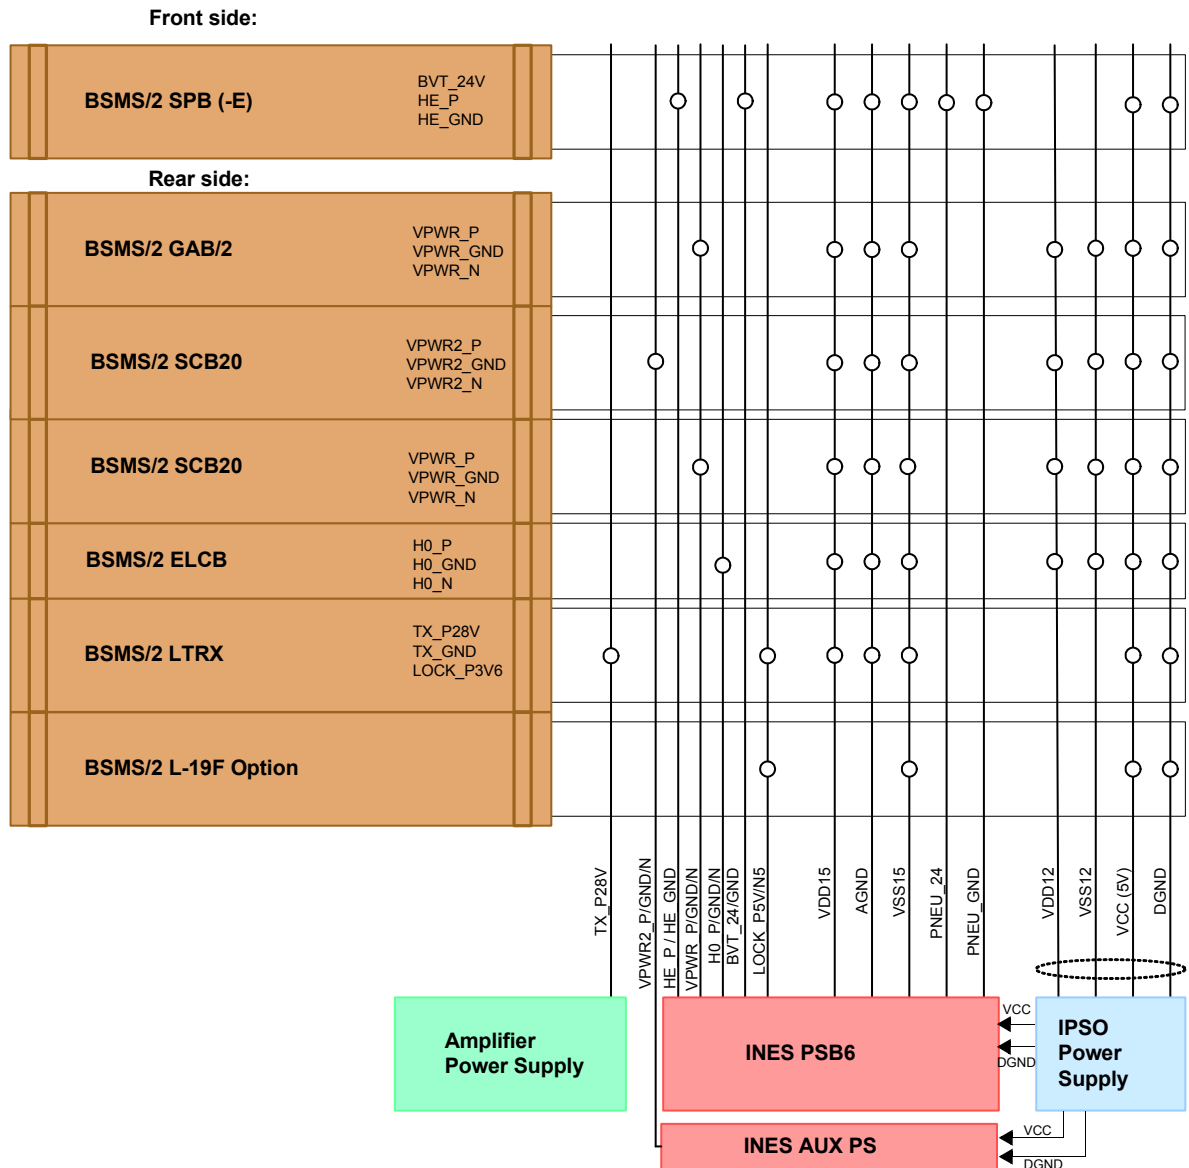 Front side:
BSMS/2 SPB (-E)
BVT_24V
HE_P
HE_GND
Rear side:
BSMS/2 GAB/2
VPWR_P
VPWR_GND
VPWR_N
BSMS/2 SCB20
VPWR2_P
VPWR2_GND
VPWR2_N
BSMS/2 SCB20
VPWR_P
VPWR_GND
VPWR_N
BSMS/2 ELCB
H0_P
H0_GND
H0_N
BSMS/2 LTRX
TX_P28V
TX_GND
LOCK_P3V6
BSMS/2 L-19F Option
TX_P28V
VPWR2_P/GND/N
HE_P / HE_GND
VPWR_P/GND/N
H0_P/GND/N
BVT_24/GND
LOCK_P5V/N5
VDD15
AGND
VSS15
PNEU_24
PNEU_GND
VDD12
VSS12
VCC (5V)
DGND
Amplifier
Power Supply
INES PSB6
VCC
DGND
IPSO
Power
Supply
INES AUX PS
VCC
DGND